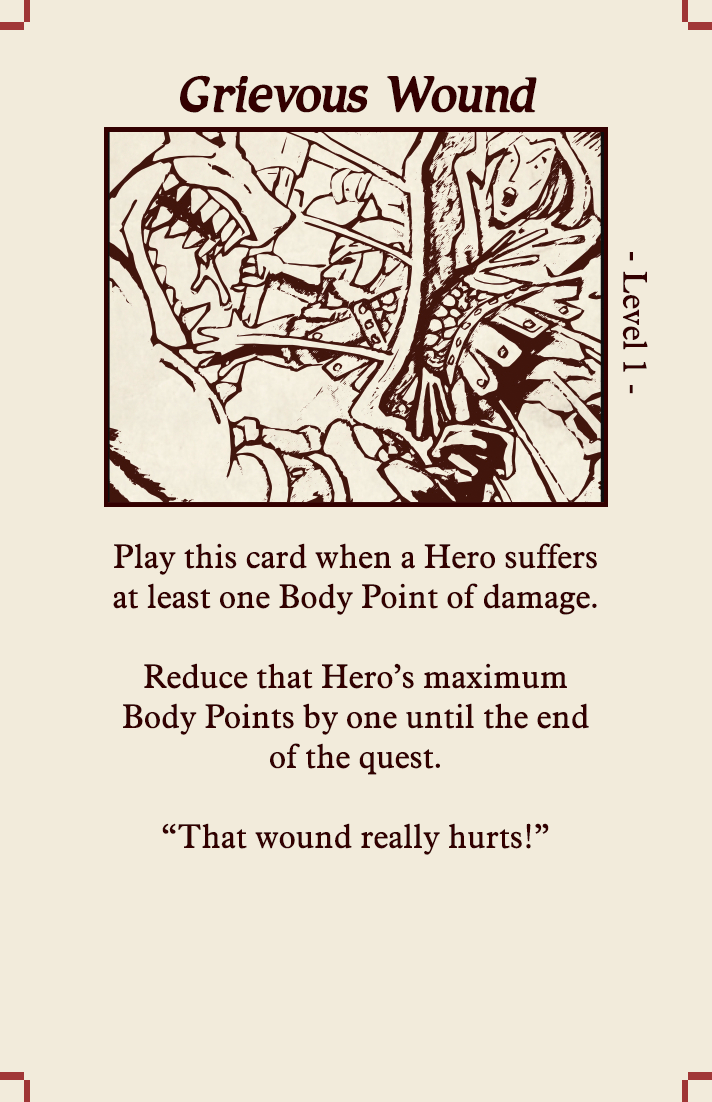 Grievous Wound
- Level 1 -
Play this card when a Hero suffers
at least one Body Point of damage.
Reduce that Hero’s maximum
Body Points by one until the end
of the quest.
“That wound really hurts!”